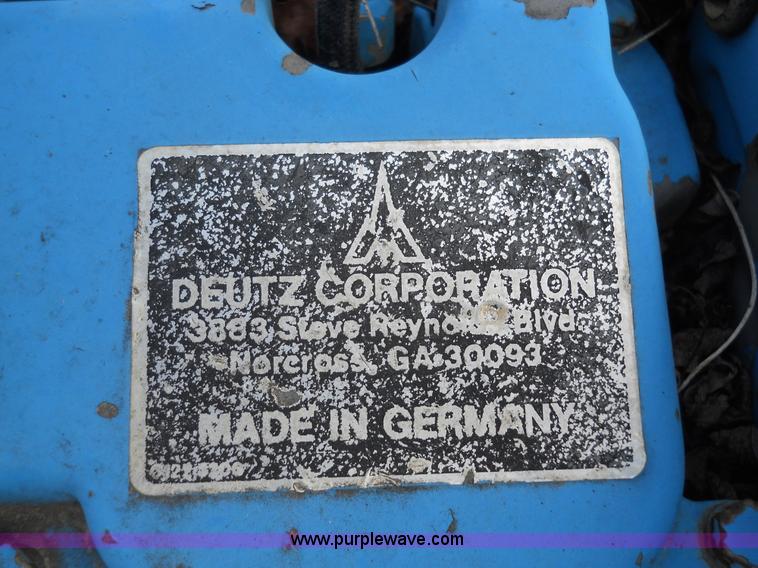 DEUTZ CORPORATION
3883 Steve Reynolds Blvd
Norcross, GA 30093
MADE IN GERMANY
www.purplewave.com